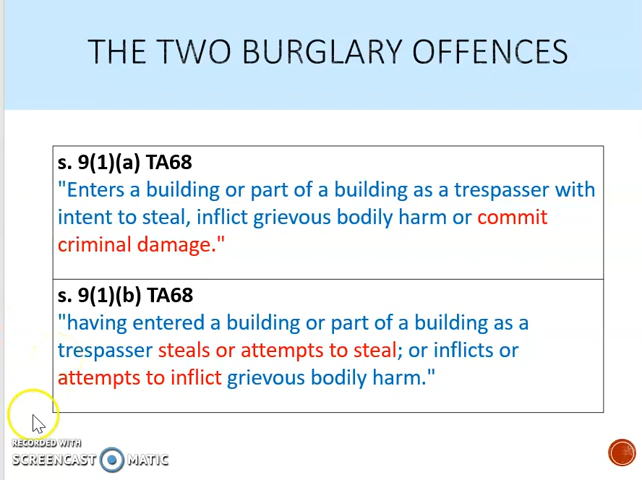 THE TWO BURGLARY OFFENCES
s. 9(1)(a) TA68
"Enters a building or part of a building as a trespasser with
intent to steal, inflict grievous bodily harm or commit
criminal damage."
s. 9(1)(b) TA68
"having entered a building or part of a building as a
trespasser steals or attempts to steal; or inflicts or
attempts to inflict grievous bodily harm."
RECORDED WITH
SCREENCAST MATIC